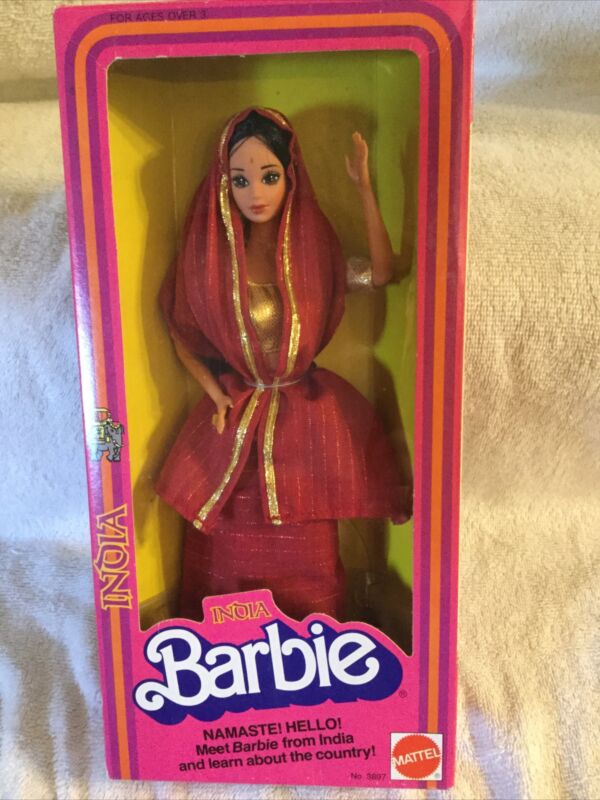 FOR AGES OVER 3
INDIA
INDIA
Barbie®
NAMASTE! HELLO!
Meet Barbie from India
and learn about the country!
MATTEL
No. 3897